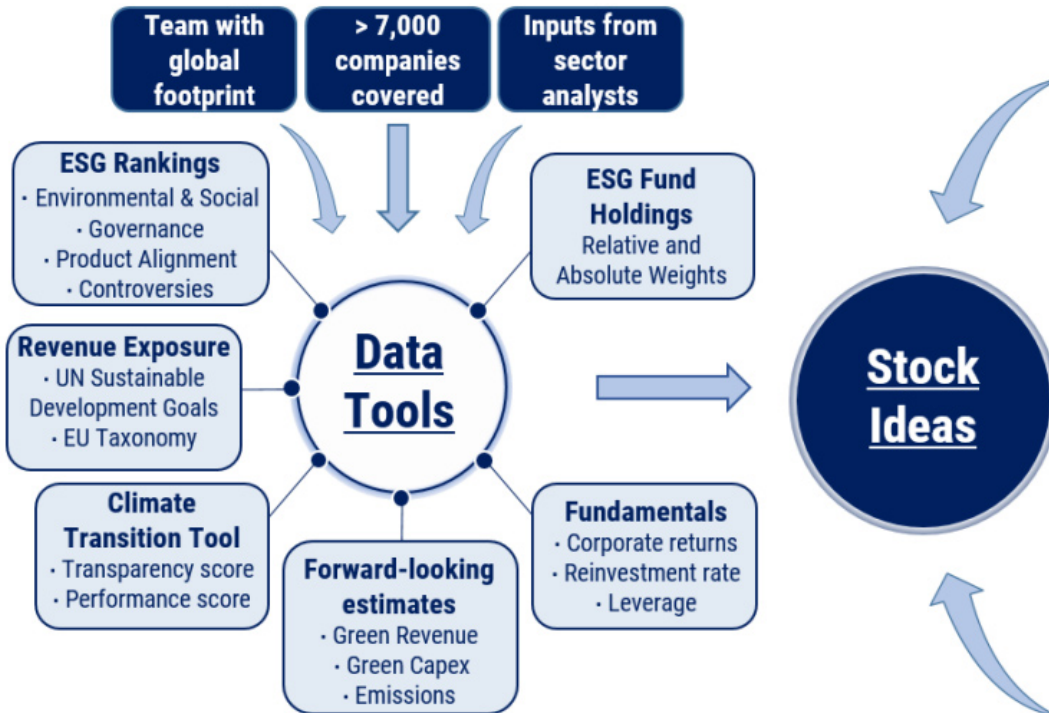 Team with
global
footprint
> 7,000
companies
covered
Inputs from
sector
analysts
ESG Rankings
· Environmental & Social
· Governance
· Product Alignment
· Controversies
ESG Fund
Holdings
Relative and
Absolute Weights
Revenue Exposure
· UN Sustainable
Development Goals
· EU Taxonomy
Data
Tools
Stock
Ideas
Climate
Transition Tool
· Transparency score
· Performance score
Forward-looking
estimates
· Green Revenue
· Green Capex
· Emissions
Fundamentals
· Corporate returns
· Reinvestment rate
· Leverage